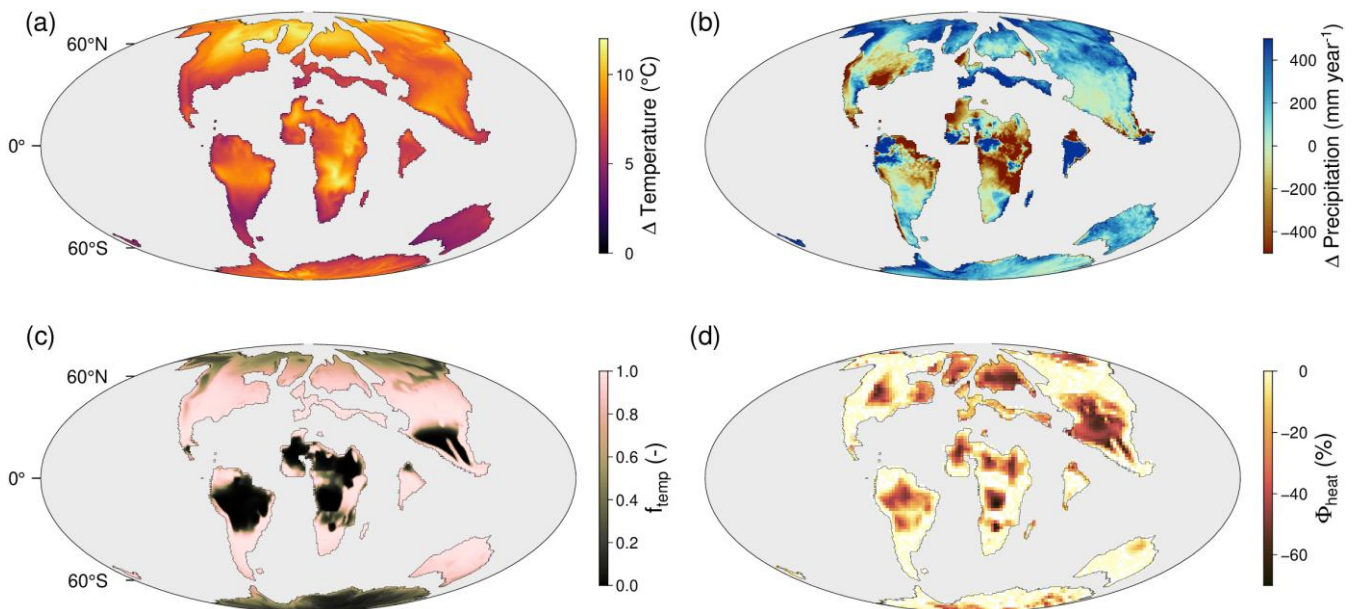 (a)
60°N
0°
60°S
10
5
0
Δ Temperature (°C)
(b)
400
200
0
−200
−400
Δ Precipitation (mm year⁻¹)
(c)
60°N
0°
60°S
1.0
0.8
0.6
0.4
0.2
0.0
f_temp (-)
(d)
0
−20
−40
−60
Φ_heat (%)